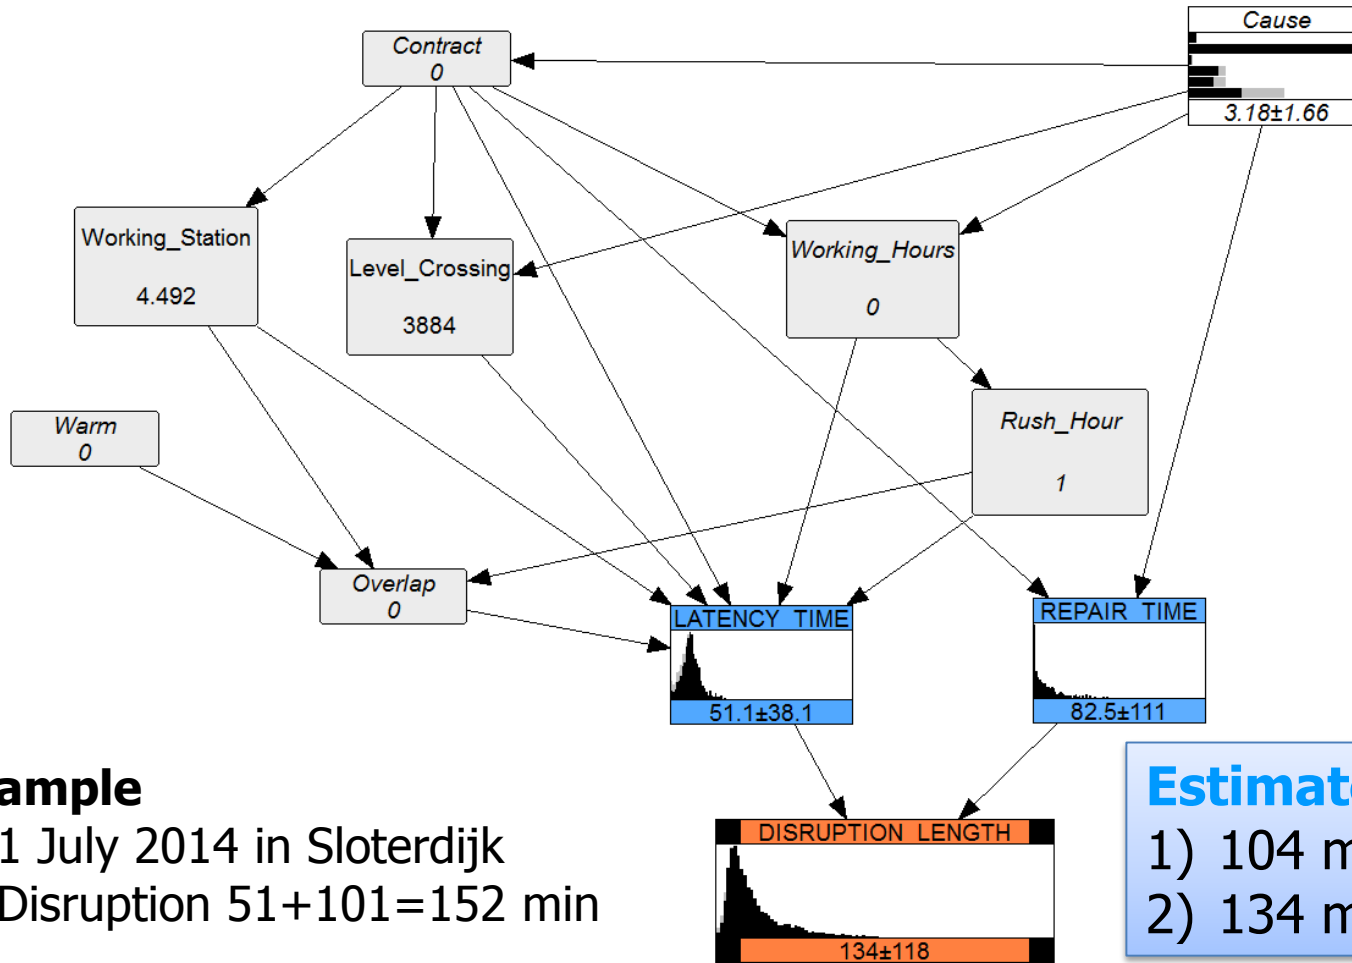 Cause
3.18±1.66
Contract
0
Working_Station
4.492
Level_Crossing
3884
Working_Hours
0
Warm
0
Rush_Hour
1
Overlap
0
LATENCY TIME
51.1±38.1
REPAIR TIME
82.5±111
ample
1 July 2014 in Sloterdijk
Disruption 51+101=152 min
DISRUPTION LENGTH
134±118
Estimate
1) 104 m
2) 134 m